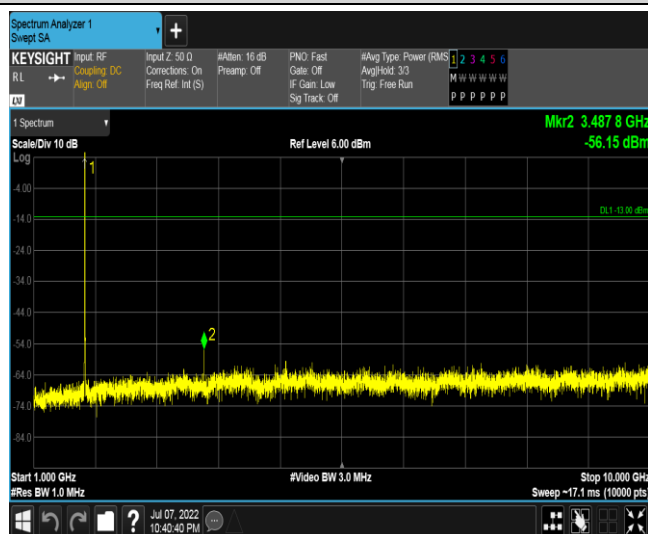 Spectrum Analyzer 1
Swept SA
+
KEYSIGHT
RL
Input: RF
Coupling: DC
Align: Off
Input Z: 50 Ω
Corrections: On
Freq Ref: Int (S)
#Atten: 16 dB
Preamp: Off
PNO: Fast
Gate: Off
IF Gain: Low
Sig Track: Off
#Avg Type: Power (RMS
Avg|Hold: 3/3
Trig: Free Run
1 2 3 4 5 6
M W W W W W
P P P P P P
LXI
1 Spectrum
Mkr2 3.487 8 GHz
-56.15 dBm
Scale/Div 10 dB
Ref Level 6.00 dBm
Log
1
-4.00
DL1 -13.00 dBm
-14.0
-24.0
-34.0
-44.0
2
-54.0
-64.0
-74.0
-84.0
Start 1.000 GHz
#Video BW 3.0 MHz
Stop 10.000 GHz
#Res BW 1.0 MHz
Sweep ~17.1 ms (10000 pts)
?
Jul 07, 2022
10:40:40 PM